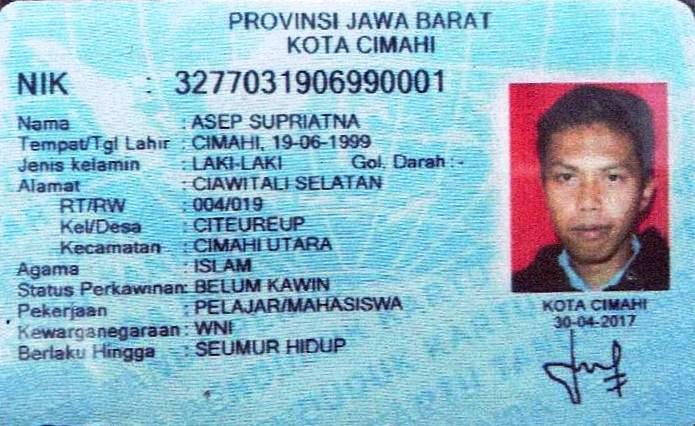 PROVINSI JAWA BARAT
KOTA CIMAHI
NIK : 3277031906990001
Nama : ASEP SUPRIATNA
Tempat/Tgl Lahir : CIMAHI, 19-06-1999
Jenis kelamin : LAKI-LAKI Gol. Darah : -
Alamat : CIAWITALI SELATAN
RT/RW : 004/019
Kel/Desa : CITEUREUP
Kecamatan : CIMAHI UTARA
Agama : ISLAM
Status Perkawinan: BELUM KAWIN
Pekerjaan : PELAJAR/MAHASISWA
Kewarganegaraan : WNI
Berlaku Hingga : SEUMUR HIDUP
KOTA CIMAHI
30-04-2017